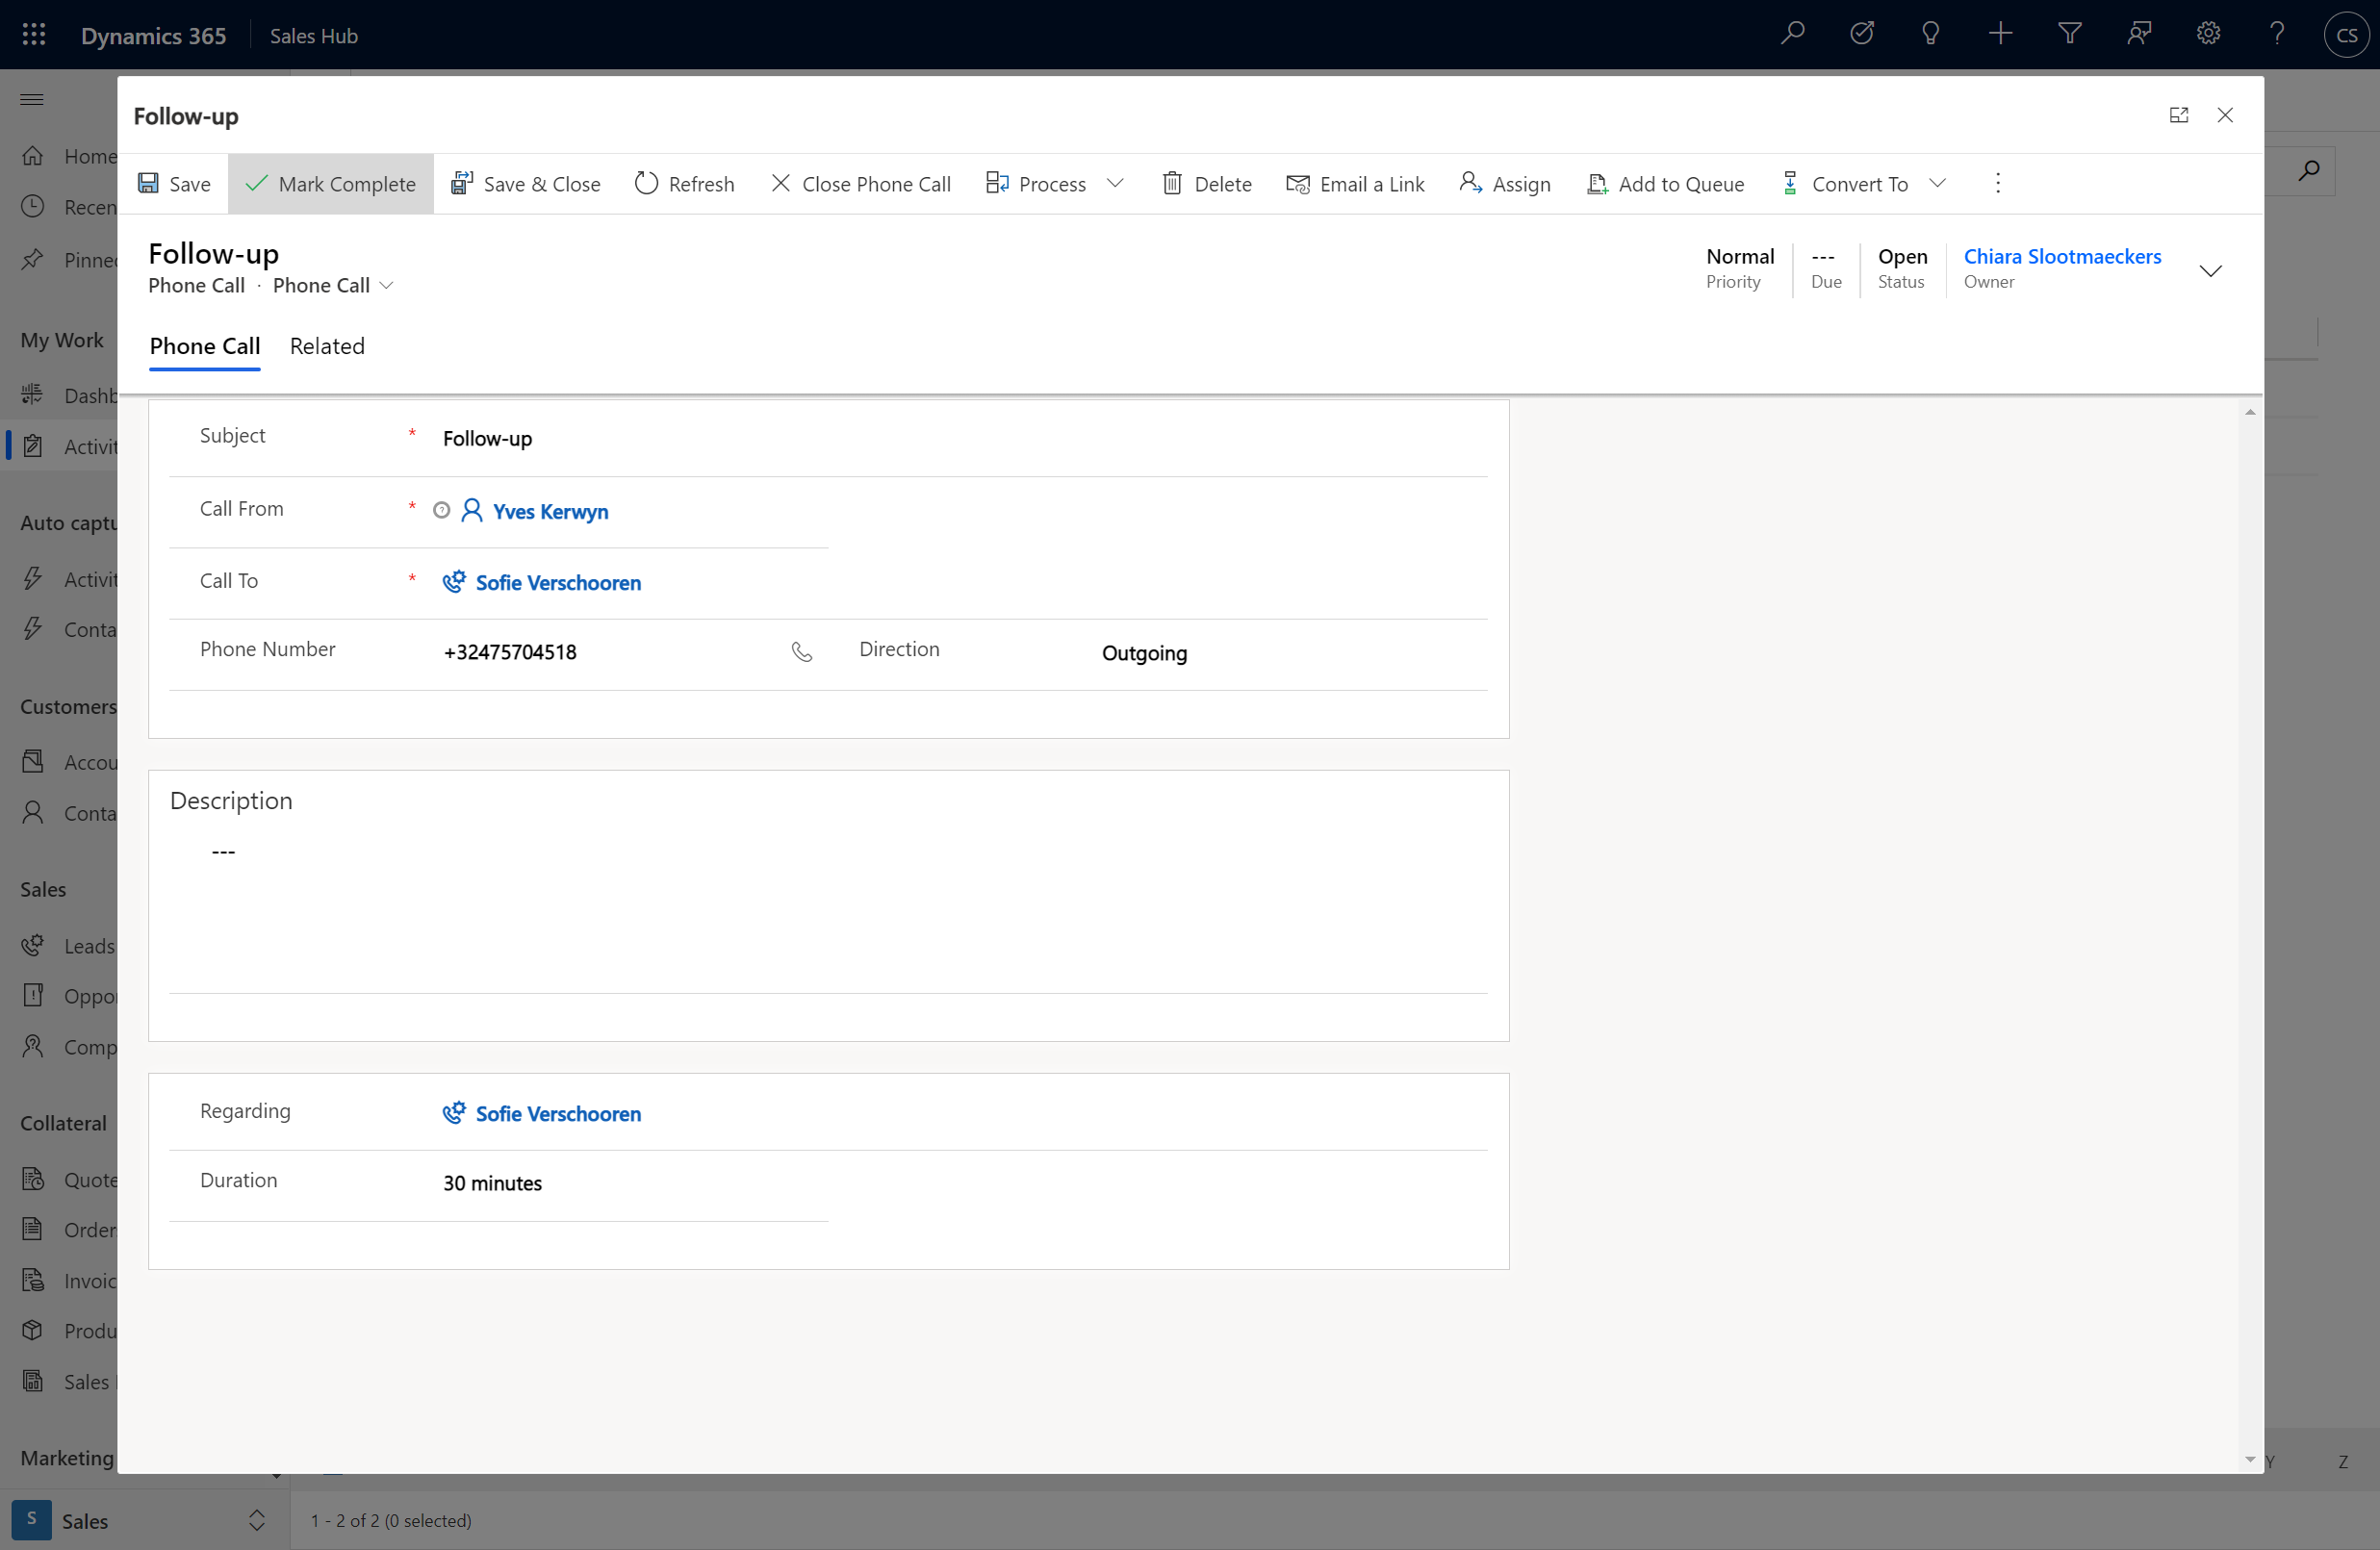 Dynamics 365 Sales Hub CS
Follow-up
Save Mark Complete Save & Close Refresh Close Phone Call Process Delete Email a Link Assign Add to Queue Convert To
Follow-up
Phone Call · Phone Call
Normal --- Open Chiara Slootmaeckers
Priority Due Status Owner
Phone Call Related
Subject * Follow-up
Call From * Yves Kerwyn
Call To * Sofie Verschooren
Phone Number +32475704518 Direction Outgoing
Description
---
Regarding Sofie Verschooren
Duration 30 minutes
Home
Recen
Pinned
My Work
Dashb
Activit
Auto captu
Activit
Conta
Customers
Accou
Conta
Sales
Leads
Oppor
Comp
Collateral
Quote
Order
Invoic
Produ
Sales
Marketing
Y Z
S Sales
1 - 2 of 2 (0 selected)